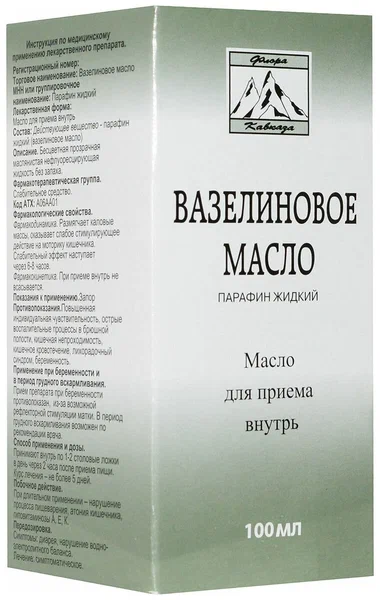 Инструкция по медицинскому
применению лекарственного препарата.
Регистрационный номер:
Торговое наименование: Вазелиновое масло
МНН или группировочное
наименование: Парафин жидкий
Лекарственная форма:
Масло для приема внутрь
Состав: Действующее вещество - парафин
жидкий (вазелиновое масло)
Описание. Бесцветная прозрачная
маслянистая нефлуоресцирующая
жидкость без запаха.
Фармакотерапевтическая группа.
Слабительное средство.
Код АТХ: А06АА01
Фармакологические свойства.
Фармакодинамика. Размягчает каловые
массы, оказывает слабое стимулирующее
действие на моторику кишечника.
Слабительный эффект наступает
через 6-8 часов.
Фармакокинетика. При приеме внутрь не
всасывается.
Показания к применению. Запор
Противопоказания. Повышенная
индивидуальная чувствительность, острые
воспалительные процессы в брюшной
полости, кишечная непроходимость,
кишечное кровотечение, лихорадочный
синдром, беременность.
Применение при беременности и
в период грудного вскармливания.
Прием препарата при беременности
противопоказан, из-за возможной
рефлекторной стимуляции матки. В период
грудного вскармливания возможен по
рекомендации врача.
Способ применения и дозы.
Принимают внутрь по 1-2 столовые ложки
в день через 2 часа после приема пищи.
Курс лечения – не более 5 дней.
Побочное действие.
При длительном применении – нарушение
процесса пищеварения, атония кишечника,
гиповитаминозы А, Е, К.
Передозировка.
Симптомы: диарея, нарушение водно-
электролитного баланса.
Лечение, симптоматическое.
Флора
Кавказа
ВАЗЕЛИНОВОЕ
МАСЛО
ПАРАФИН ЖИДКИЙ
Масло
для приема
внутрь
100МЛ